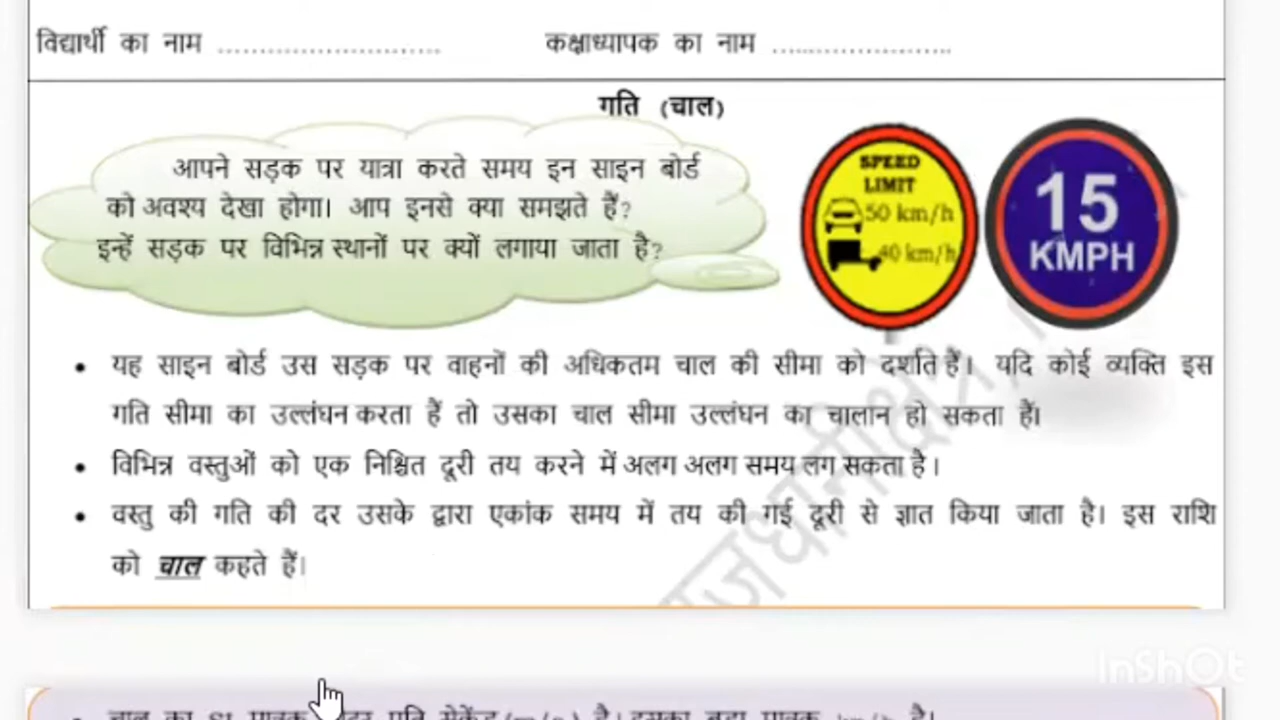 विद्यार्थी का नाम ............................ कक्षाध्यापक का नाम ......................
गति (चाल)
आपने सड़क पर यात्रा करते समय इन साइन बोर्ड
को अवश्य देखा होगा। आप इनसे क्या समझते हैं?
इन्हें सड़क पर विभिन्न स्थानों पर क्यों लगाया जाता है?
SPEED
LIMIT
50 km/h
40 km/h
15
KMPH
• यह साइन बोर्ड उस सड़क पर वाहनों की अधिकतम चाल की सीमा को दर्शाते हैं। यदि कोई व्यक्ति इस
गति सीमा का उल्लंघन करता हैं तो उसका चाल सीमा उल्लंघन का चालान हो सकता हैं।
• विभिन्न वस्तुओं को एक निश्चित दूरी तय करने में अलग अलग समय लग सकता है।
• वस्तु की गति की दर उसके द्वारा एकांक समय में तय की गई दूरी से ज्ञात किया जाता है। इस राशि
को चाल कहते हैं।
InShOt